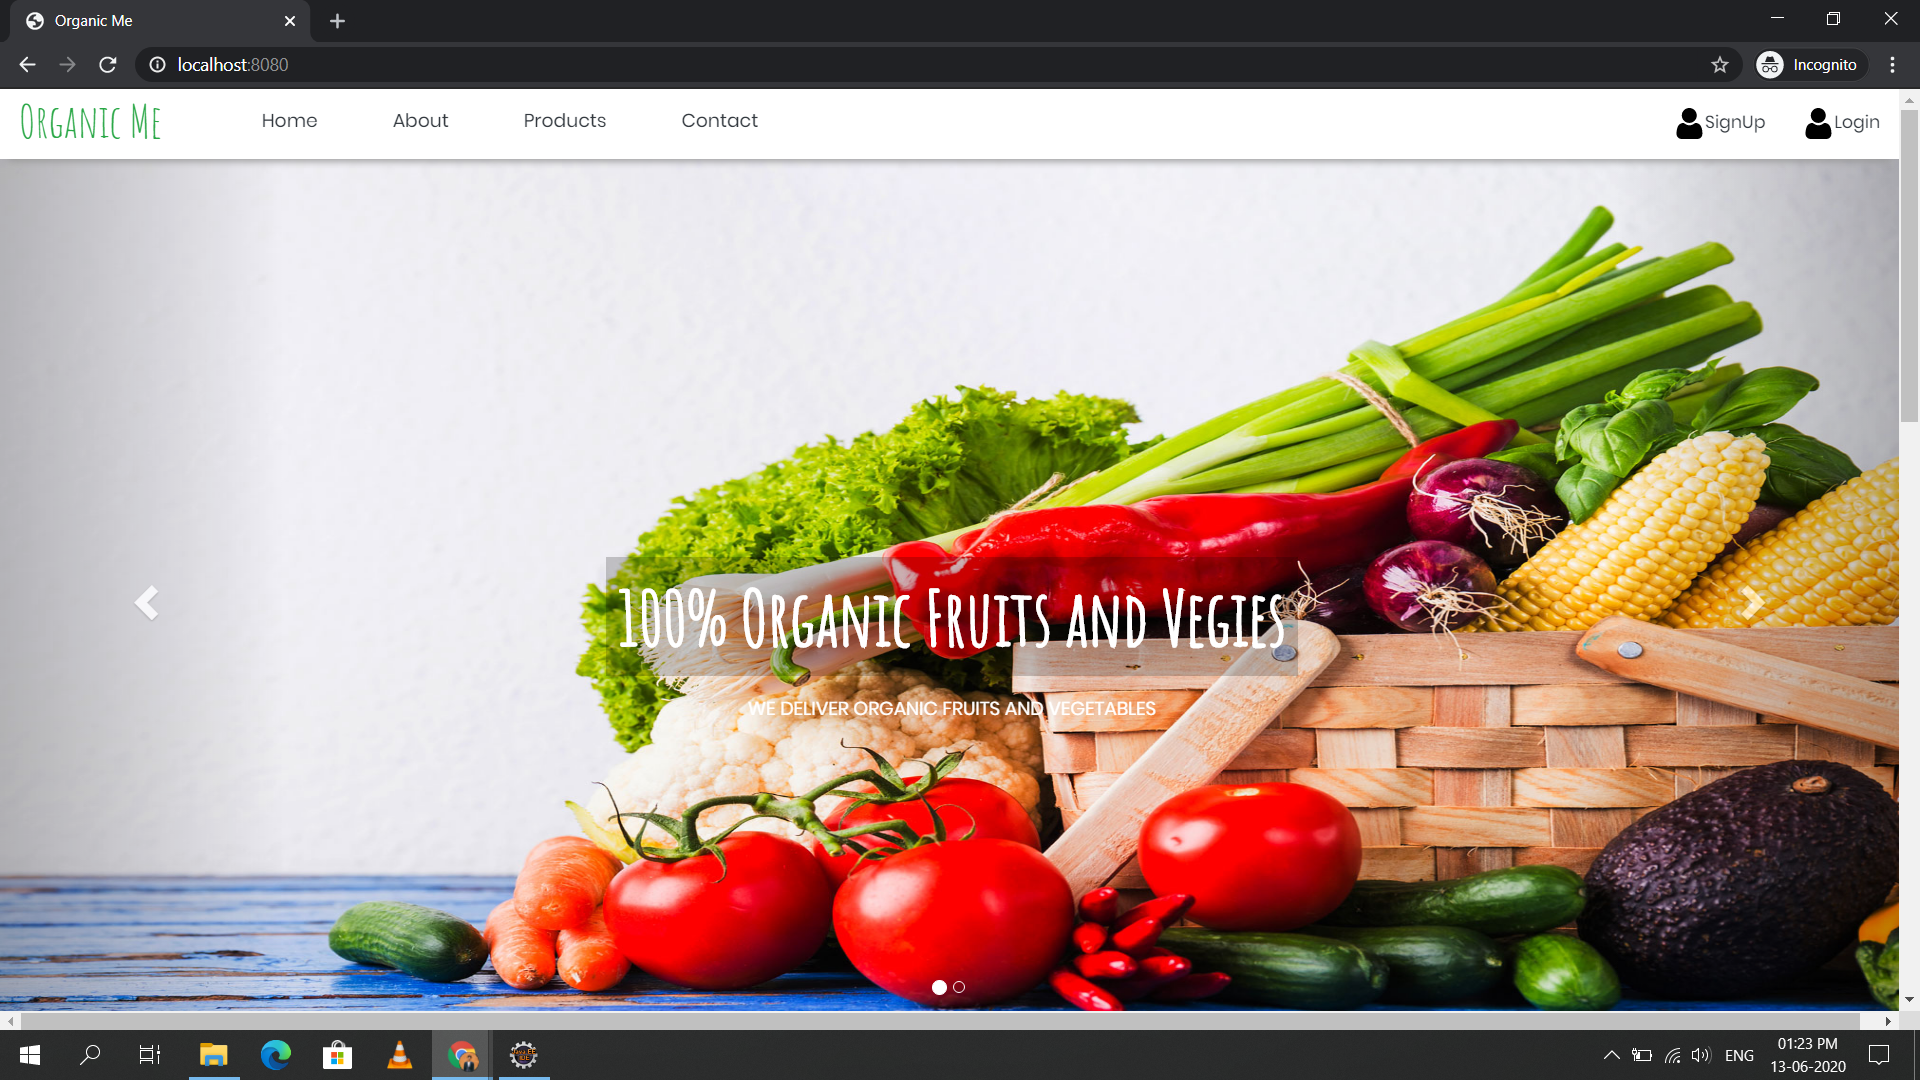 Organic Me
localhost:8080
Incognito
Organic Me
Home
About
Products
Contact
SignUp
Login
100% Organic Fruits and Vegies
WE DELIVER ORGANIC FRUITS AND VEGETABLES
ENG
01:23 PM
13-06-2020